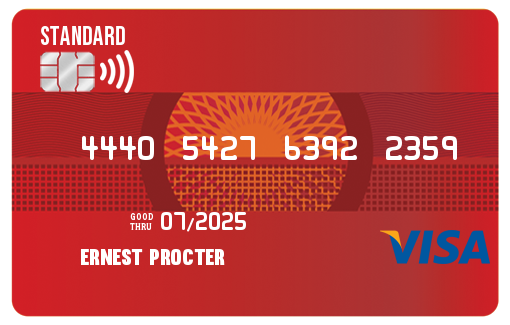 STANDARD
4440 5427 6392 2359
GOOD THRU 07/2025
ERNEST PROCTER
VISA